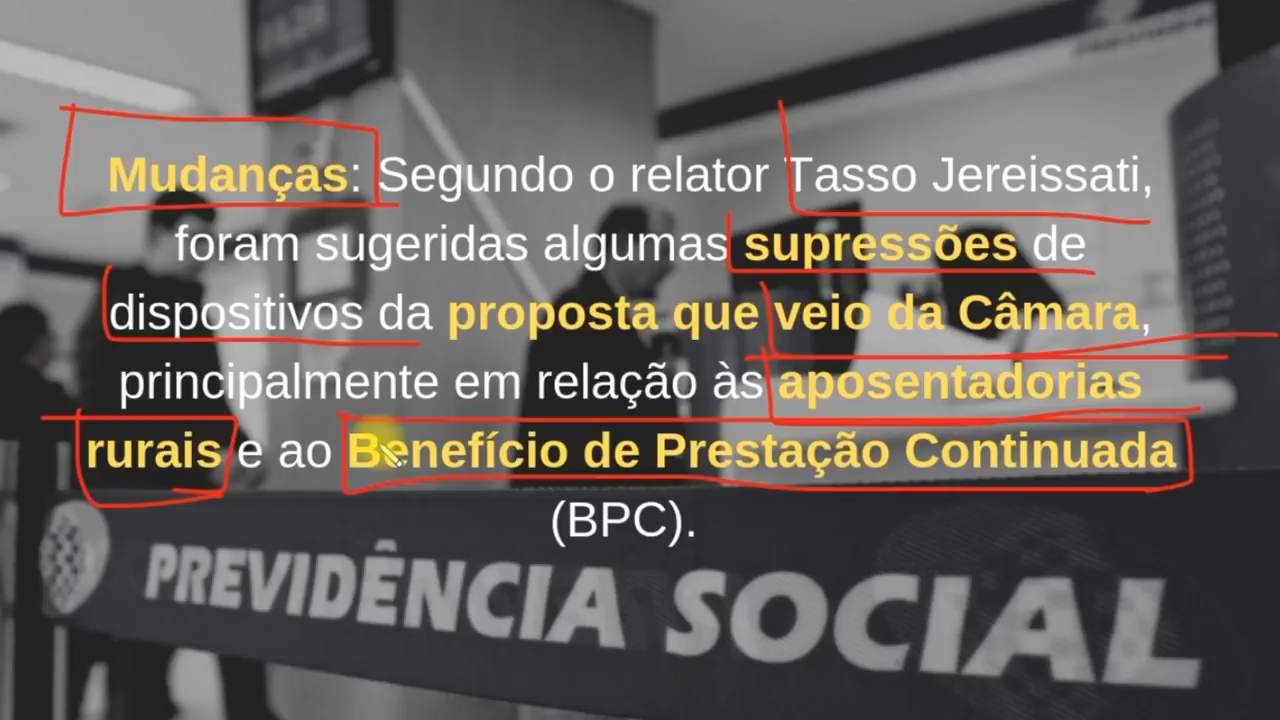 Mudanças: Segundo o relator Tasso Jereissati,
foram sugeridas algumas supressões de
dispositivos da proposta que veio da Câmara,
principalmente em relação às aposentadorias
rurais e ao Benefício de Prestação Continuada
(BPC).
PREVIDÊNCIA SOCIAL